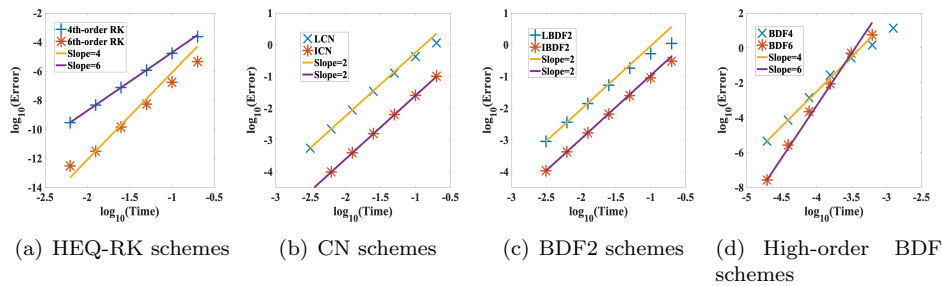 4th-order RK
6th-order RK
Slope=4
Slope=6
log10(Error)
-2
-4
-6
-8
-10
-12
-14
-2.5
-2
-1.5
-1
-0.5
log10(Time)
(a) HEQ-RK schemes
LCN
ICN
Slope=2
Slope=2
log10(Error)
1
0
-1
-2
-3
-4
-3
-2.5
-2
-1.5
-1
-0.5
log10(Time)
(b) CN schemes
LBDF2
IBDF2
Slope=2
Slope=2
log10(Error)
1
0
-1
-2
-3
-4
-3
-2.5
-2
-1.5
-1
-0.5
log10(Time)
(c) BDF2 schemes
BDF4
BDF6
Slope=4
Slope=6
log10(Error)
2
0
-2
-4
-6
-8
-5
-4.5
-4
-3.5
-3
-2.5
log10(Time)
(d) High-order BDF
schemes